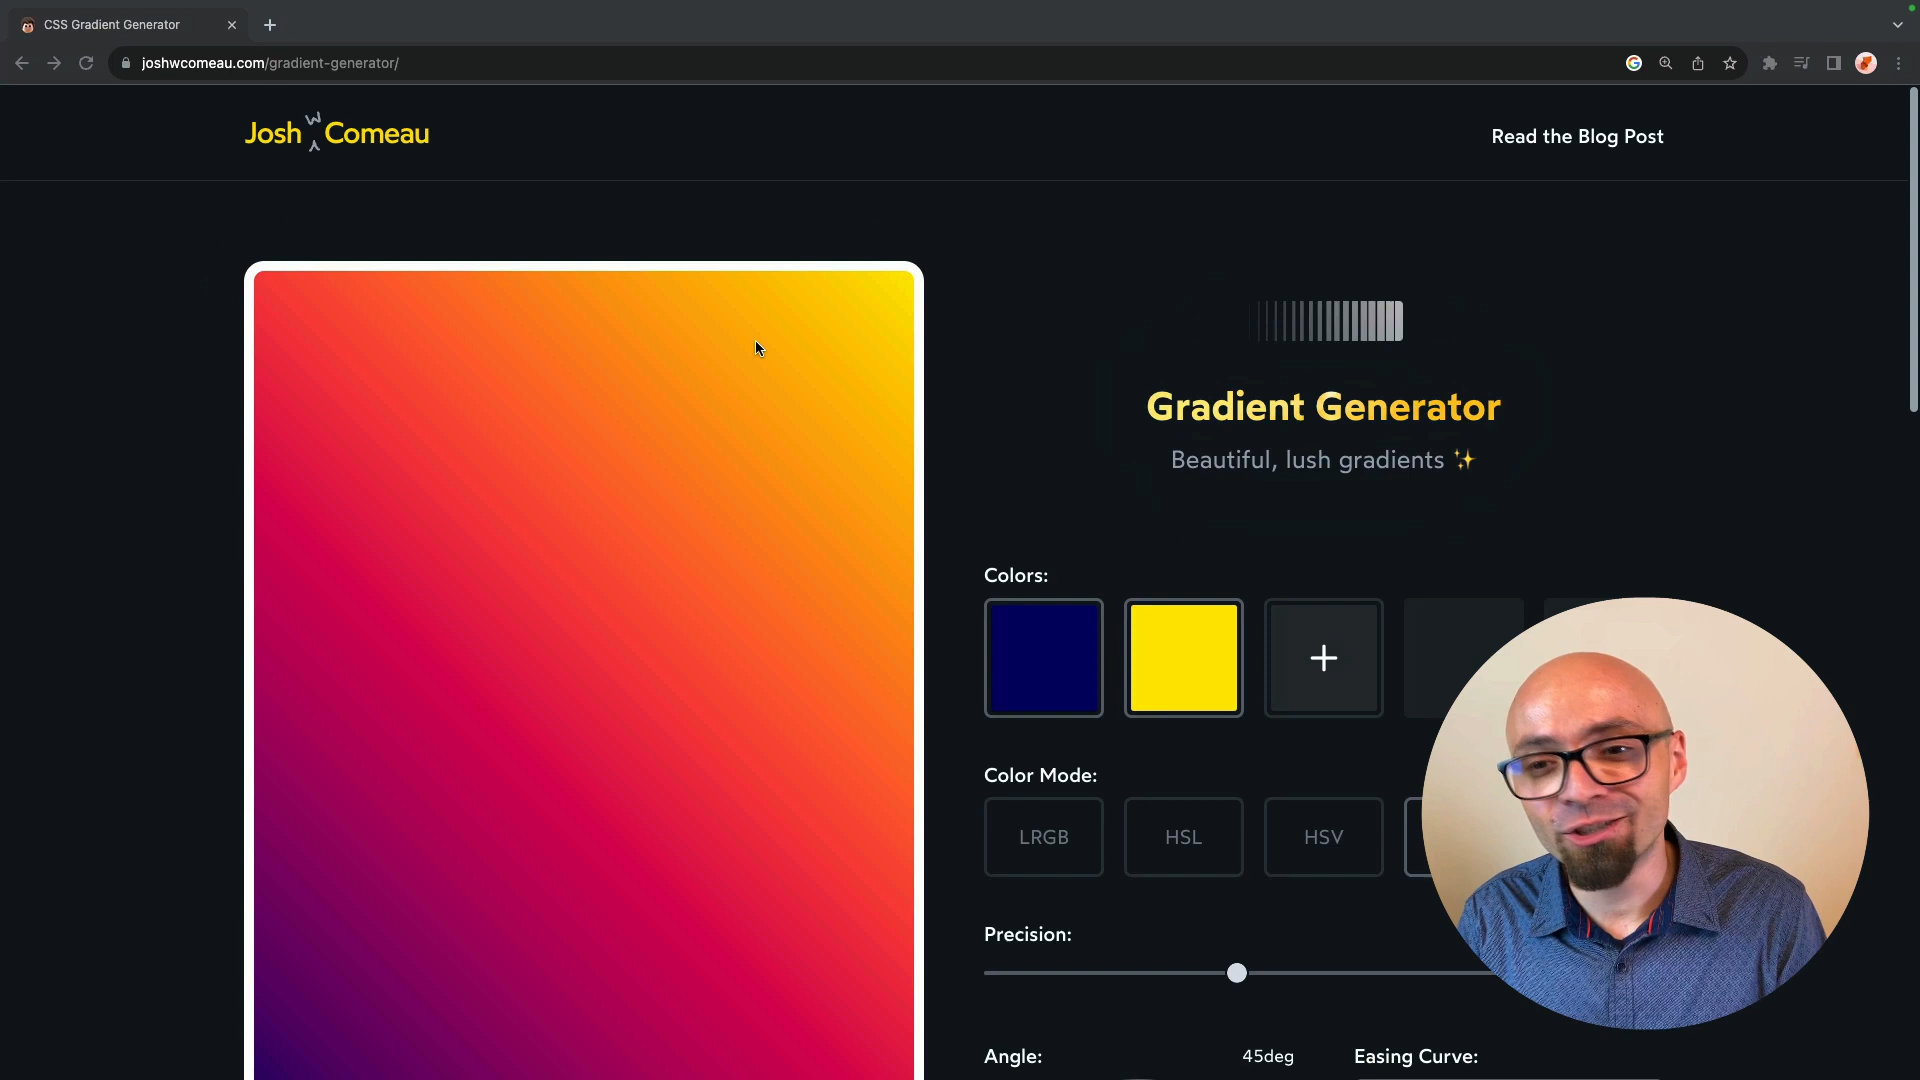 CSS Gradient Generator
joshwcomeau.com/gradient-generator/
Josh W Comeau
Read the Blog Post
Gradient Generator
Beautiful, lush gradients ✨
Colors:
Color Mode:
LRGB
HSL
HSV
Precision:
Angle:
45deg
Easing Curve: